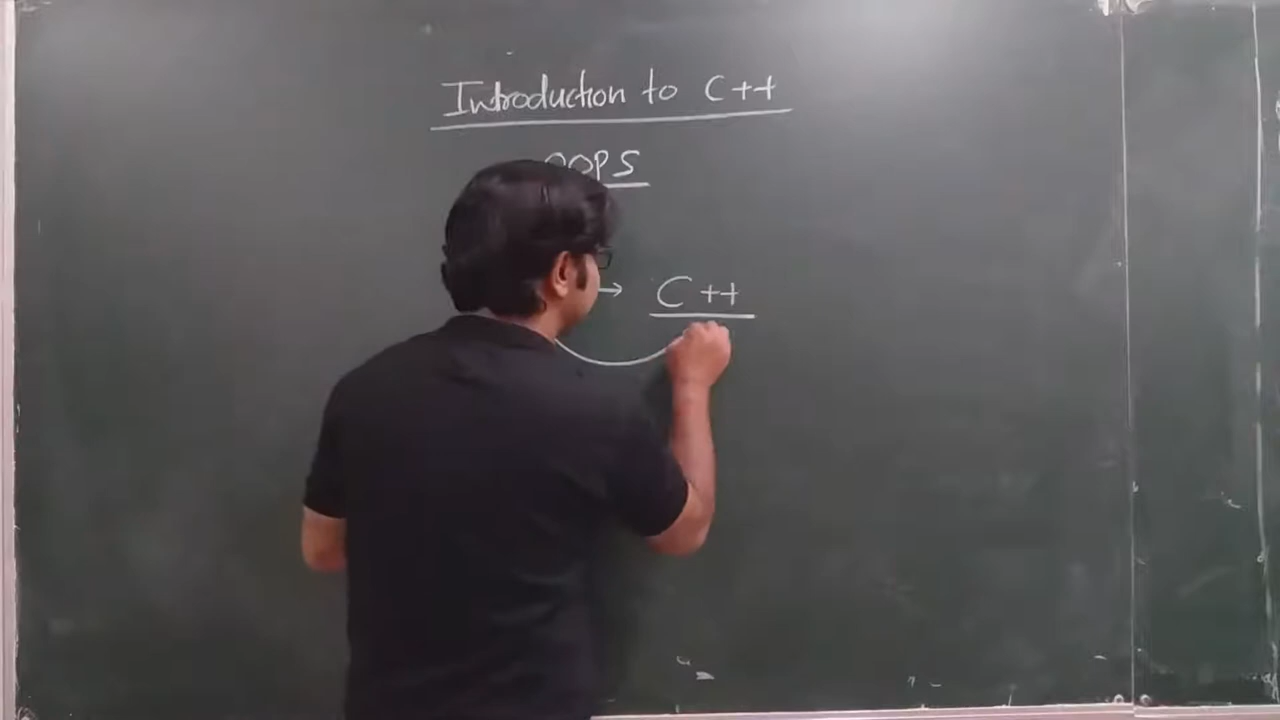 Introduction to C++
OOPS
→ C++